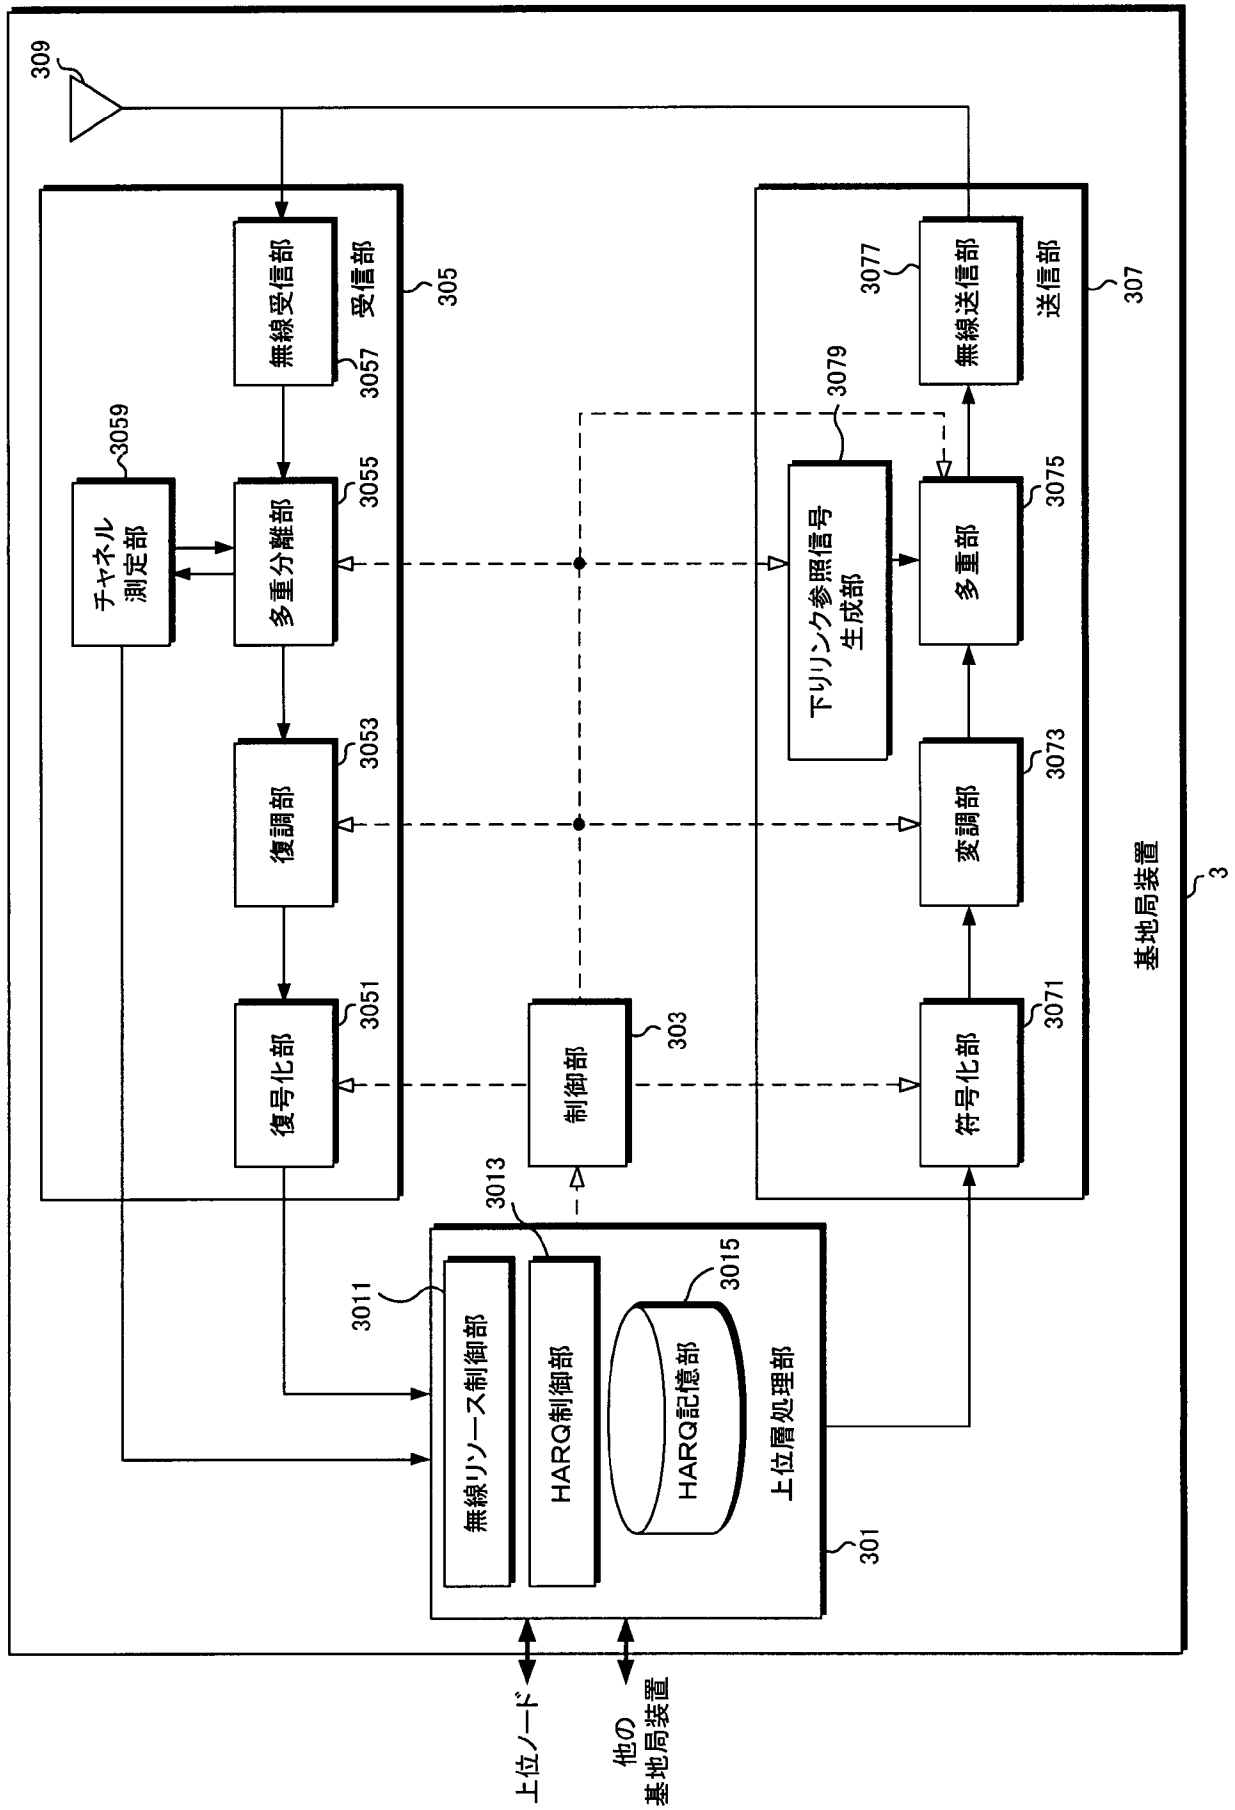 309
チャネル
測定部
3059
復号化部
3051
復調部
3053
多重分離部
3055
無線受信部
3057
受信部
305
無線リソース制御部
3011
HARQ制御部
3013
HARQ記憶部
3015
上位層処理部
301
制御部
303
上位ノード
他の
基地局装置
下りリンク参照信号
生成部
3079
符号化部
3071
変調部
3073
多重部
3075
無線送信部
3077
送信部
307
基地局装置
3